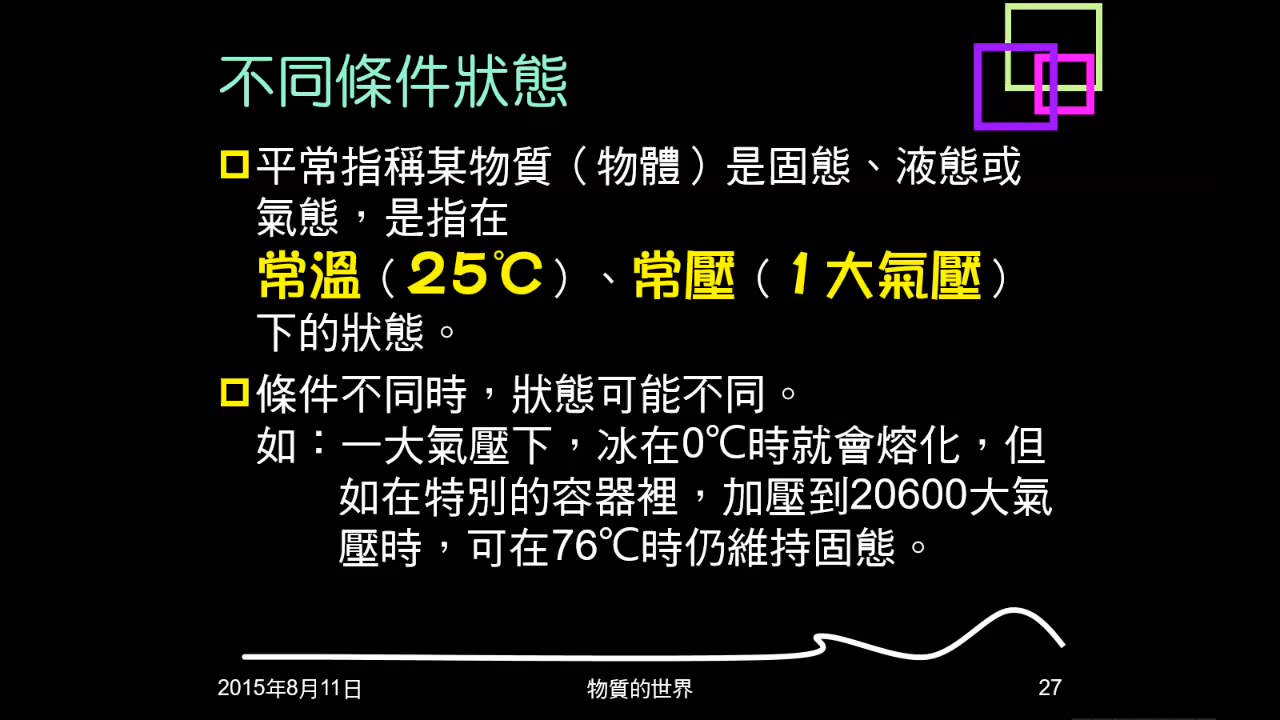 不同條件狀態
平常指稱某物質（物體）是固態、液態或
氣態，是指在
常溫（25℃）、常壓（1大氣壓）
下的狀態。
條件不同時，狀態可能不同。
如：一大氣壓下，冰在0℃時就會熔化，但
如在特別的容器裡，加壓到20600大氣
壓時，可在76℃時仍維持固態。
2015年8月11日
物質的世界
27